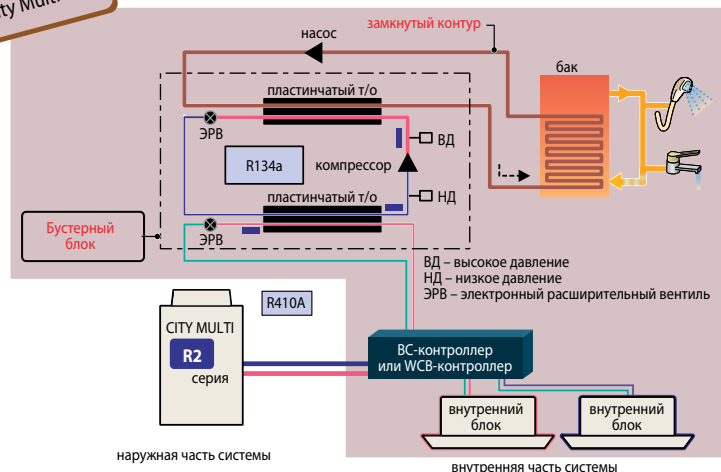 City Multi
замкнутый контур
насос
бак
пластинчатый т/о
ЭРВ
ВД
R134a
компрессор
пластинчатый т/о
НД
Бустерный
блок
ЭРВ
ВД – высокое давление
НД – низкое давление
ЭРВ – электронный расширительный вентиль
R410A
CITY MULTI
R2
серия
BC-контроллер
или WCB-контроллер
внутренний
блок
внутренний
блок
наружная часть системы
внутренняя часть системы